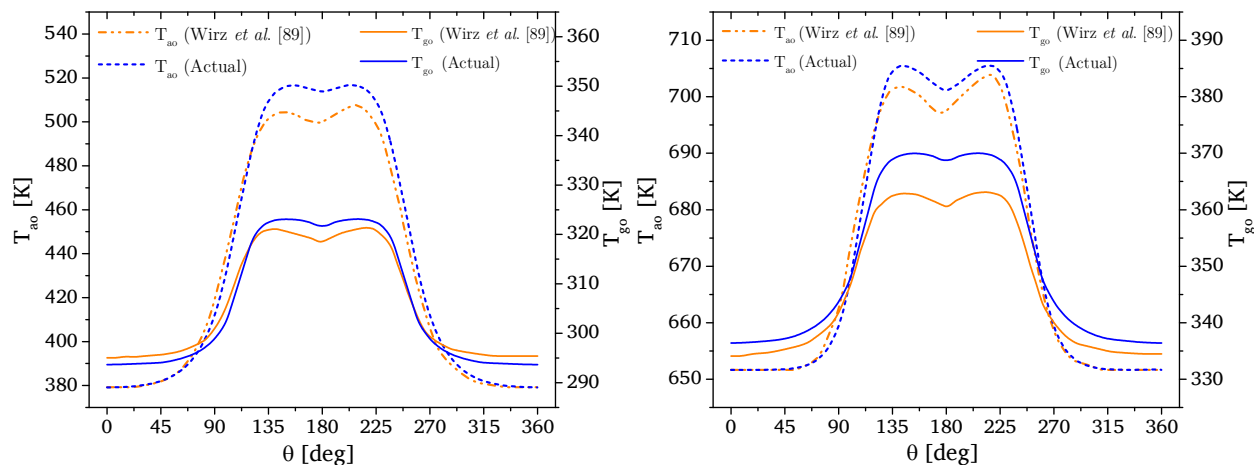 T_ao (Wirz et al. [89])
T_go (Wirz et al. [89])
T_ao (Actual)
T_go (Actual)
540
520
500
480
460
440
420
400
380
T_ao [K]
360
350
340
330
320
310
300
290
T_go [K]
0 45 90 135 180 225 270 315 360
θ [deg]
T_ao (Wirz et al. [89])
T_go (Wirz et al. [89])
T_ao (Actual)
T_go (Actual)
710
700
690
680
670
660
650
T_ao [K]
390
380
370
360
350
340
330
T_go [K]
0 45 90 135 180 225 270 315 360
θ [deg]